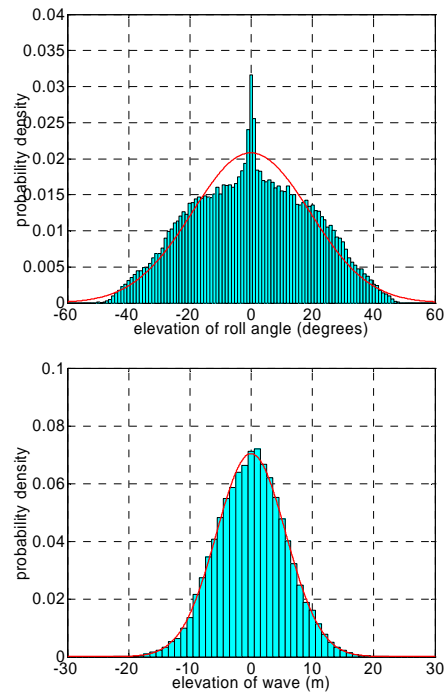 0.04
0.035
0.03
0.025
0.02
0.015
0.01
0.005
0
probability density
-60 -40 -20 0 20 40 60
elevation of roll angle (degrees)
0.1
0.08
0.06
0.04
0.02
0
probability density
-30 -20 -10 0 10 20 30
elevation of wave (m)